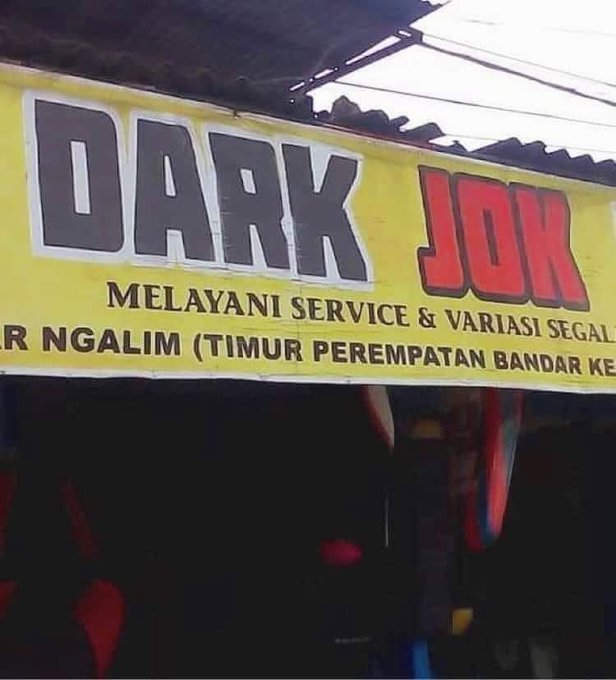 DARK JOK
MELAYANI SERVICE & VARIASI
NGALIM (TIMUR PEREMPATAN BANDAR